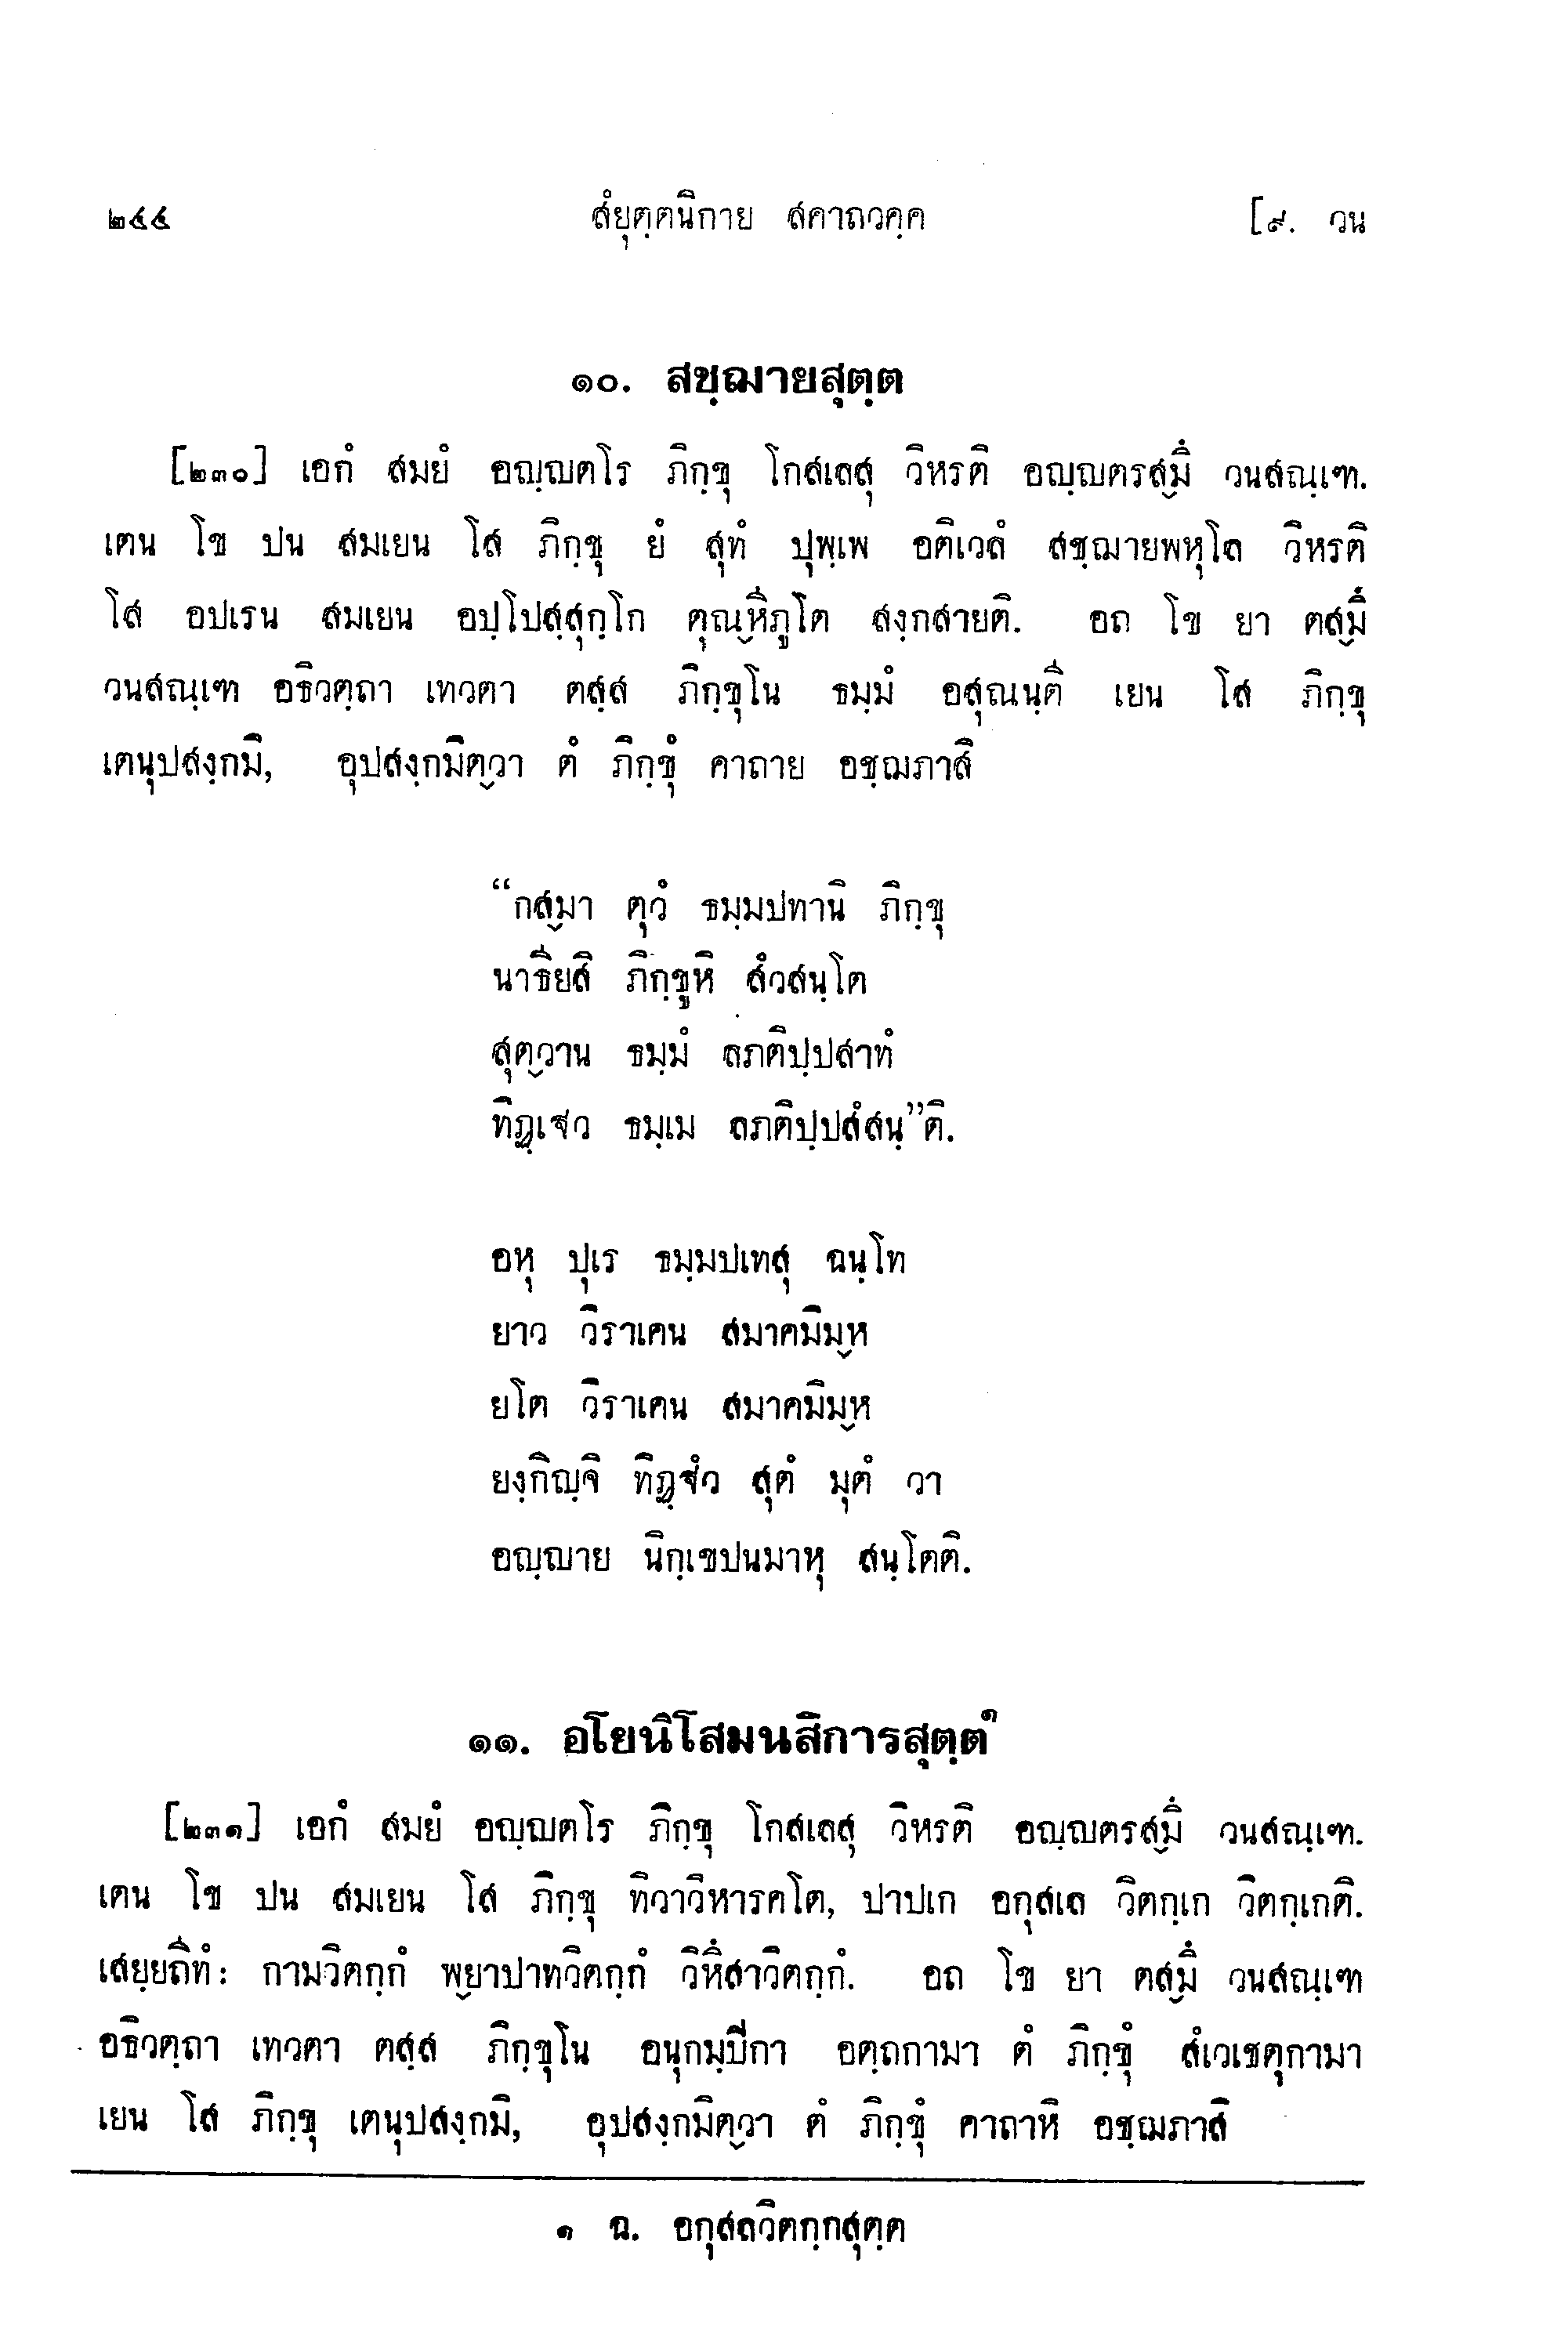 ๒๔๔ สํยุตฺตนิกาย สคาถวคฺค [๙. วน
๑๐. สชฺฌายสุตฺต
[๒๓๐] เอกํ สมยํ อญฺญตโร ภิกฺขุ โกสเลสุ วิหรติ อญฺญตรสฺมึ วนสณฺเฑ.
เตน โข ปน สมเยน โส ภิกฺขุ ยํ สุทํ ปุพฺเพ อติเวลํ สชฺฌายพหุโล วิหรติ
โส อปเรน สมเยน อปฺโปสฺสุกฺโก ตุณฺหีภูโต สงฺกสายติ. อถ โข ยา ตสฺมึ
วนสณฺเฑ อธิวตฺถา เทวตา ตสฺส ภิกฺขุโน ธมฺมํ อสุณนฺตี เยน โส ภิกฺขุ
เตนุปสงฺกมิ, อุปสงฺกมิตฺวา ตํ ภิกฺขุํ คาถาย อชฺฌภาสิ
“กสฺมา ตุวํ ธมฺมปทานิ ภิกฺขุ
นาธียสิ ภิกฺขูหิ สํวสนฺโต
สุตฺวาน ธมฺมํ ลภติปฺปสาทํ
ทิฏฺเฐว ธมฺเม ลภติปฺปสํสนฺ”ติ.
อหุ ปุเร ธมฺมปเทสุ ฉนฺโท
ยาว วิราเคน สมาคมิมฺห
ยโต วิราเคน สมาคมิมฺห
ยงฺกิญฺจิ ทิฏฺฐํว สุตํ มุตํ วา
อญฺญาย นิกฺเขปนมาหุ สนฺโตติ.
๑๑. อโยนิโสมนสิการสุตฺต๑
[๒๓๑] เอกํ สมยํ อญฺญตโร ภิกฺขุ โกสเลสุ วิหรติ อญฺญตรสฺมึ วนสณฺเฑ.
เตน โข ปน สมเยน โส ภิกฺขุ ทิวาวิหารคโต, ปาปเก อกุสเล วิตกฺเก วิตกฺเกติ.
เสยฺยถีทํ: กามวิตกฺกํ พฺยาปาทวิตกฺกํ วิหึสาวิตกฺกํ. อถ โข ยา ตสฺมึ วนสณฺเฑ
อธิวตฺถา เทวตา ตสฺส ภิกฺขุโน อนุกมฺปิกา อตฺถกามา ตํ ภิกฺขุํ สํเวเชตุกามา
เยน โส ภิกฺขุ เตนุปสงฺกมิ, อุปสงฺกมิตฺวา ตํ ภิกฺขุํ คาถาหิ อชฺฌภาสิ
๑ ฉ. อกุสลวิตกฺกสุตฺต